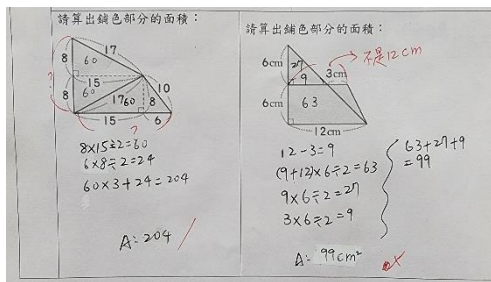 請算出鋪色部分的面積：
17
8
60
15
8
60
1760
8
10
15
6
?
8×15÷2=60
6×8÷2=24
60×3+24=204
A:204
請算出鋪色部分的面積：
6cm
27
9
3cm
不是12cm
6cm
63
12cm
12-3=9
(9+12)×6÷2=63
9×6÷2=27
3×6÷2=9
63+27+9
=99
A: 99cm²